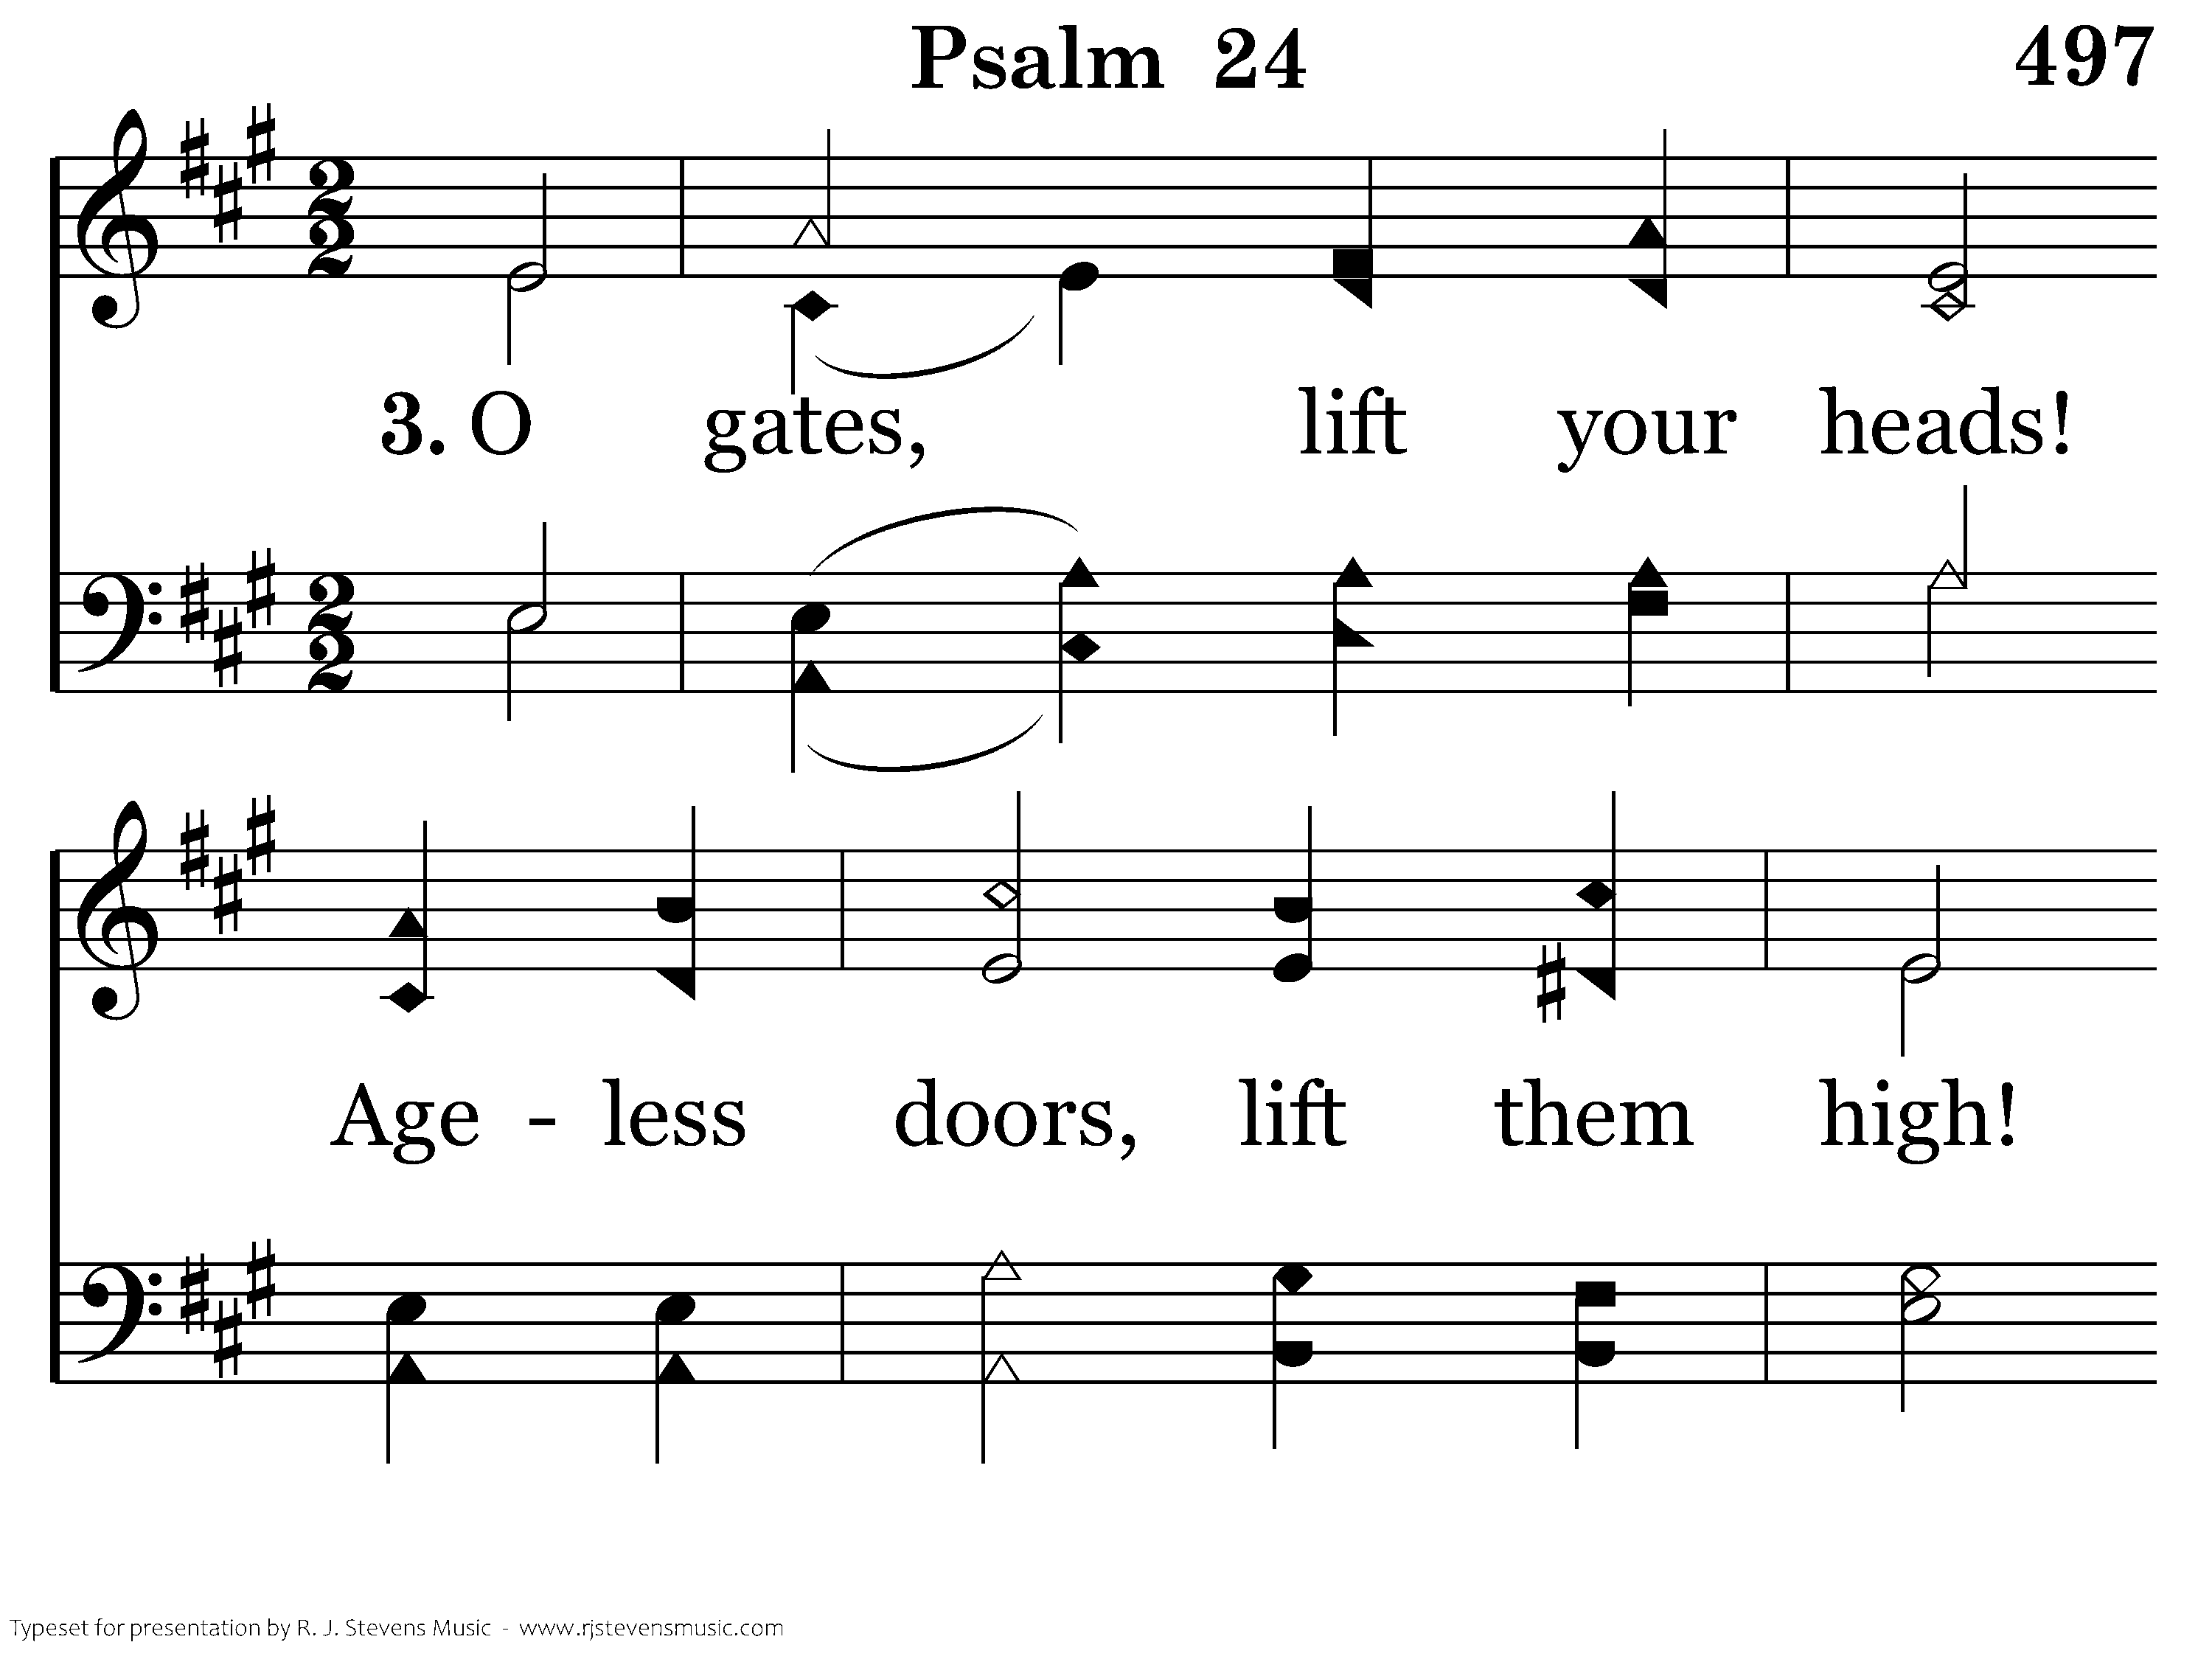 Psalm 24 497
3. O gates, lift your heads!
Age - less doors, lift them high!
Typeset for presentation by R. J. Stevens Music - www.rjstevensmusic.com